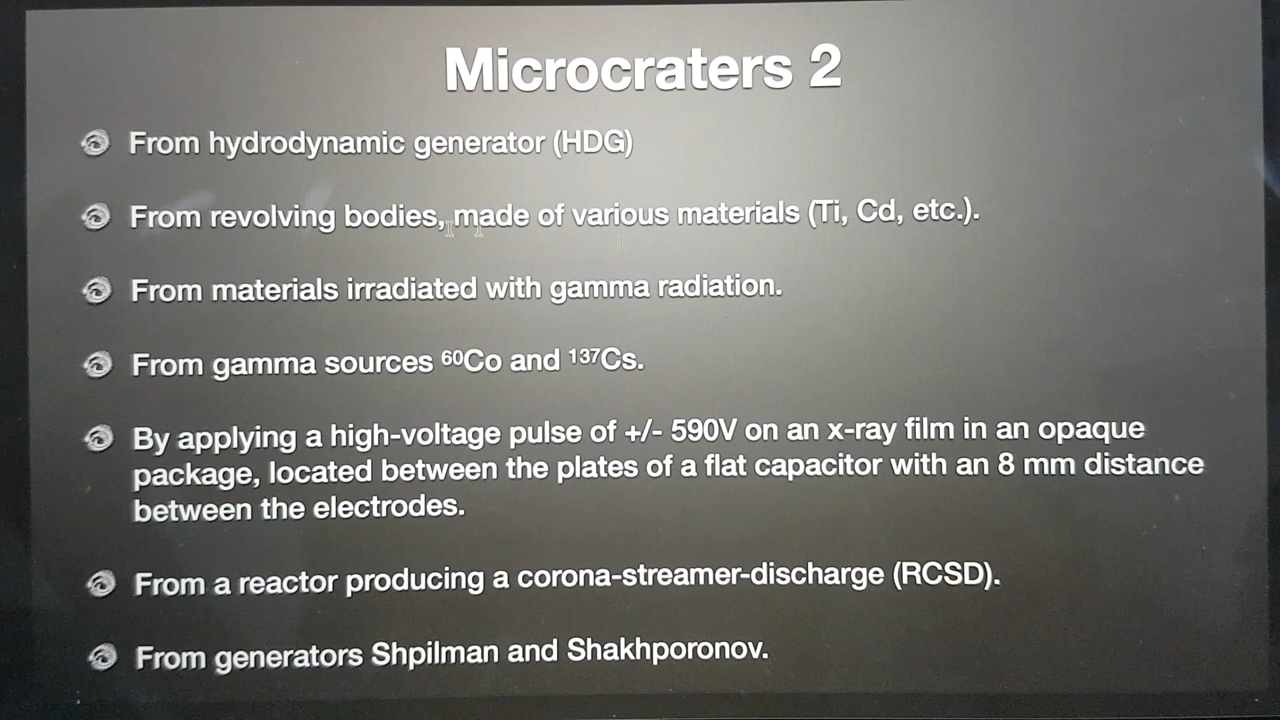 Microcraters 2
From hydrodynamic generator (HDG)
From revolving bodies, made of various materials (Ti, Cd, etc.).
From materials irradiated with gamma radiation.
From gamma sources ⁶⁰Co and ¹³⁷Cs.
By applying a high-voltage pulse of +/- 590V on an x-ray film in an opaque
package, located between the plates of a flat capacitor with an 8 mm distance
between the electrodes.
From a reactor producing a corona-streamer-discharge (RCSD).
From generators Shpilman and Shakhporonov.